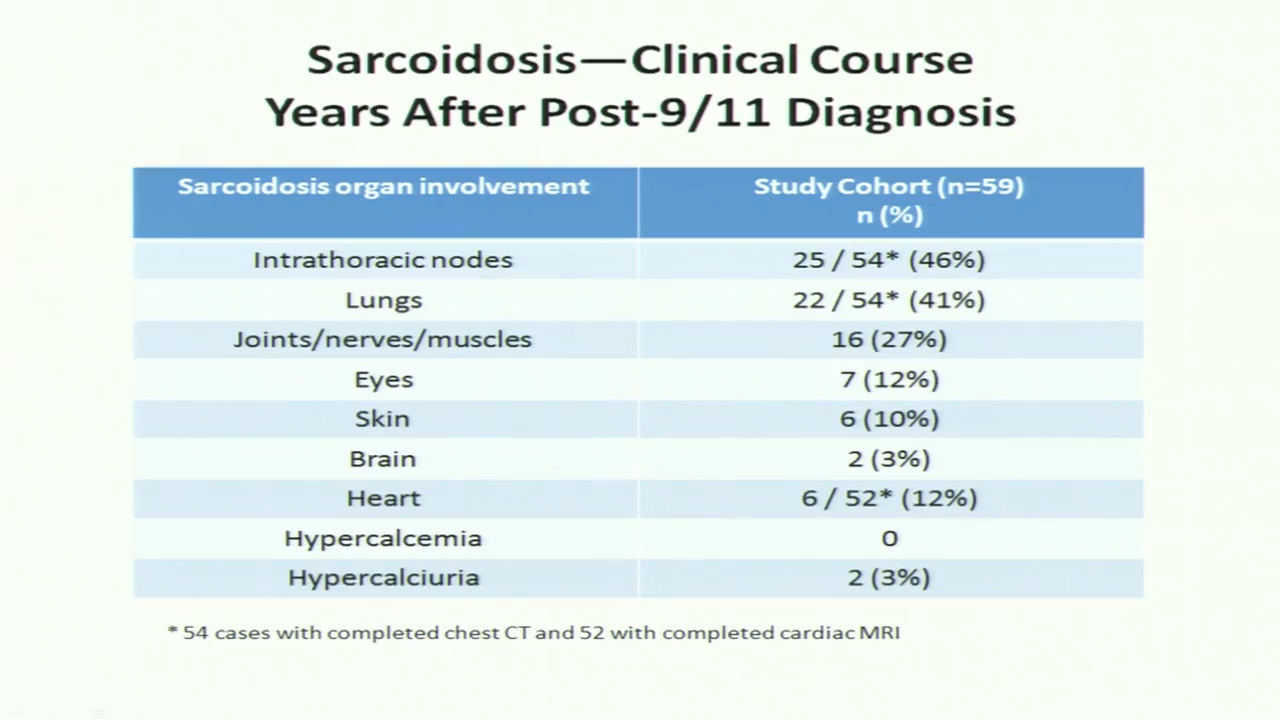 Sarcoidosis—Clinical Course
Years After Post-9/11 Diagnosis
Sarcoidosis organ involvement
Study Cohort (n=59)
n (%)
Intrathoracic nodes
25 / 54* (46%)
Lungs
22 / 54* (41%)
Joints/nerves/muscles
16 (27%)
Eyes
7 (12%)
Skin
6 (10%)
Brain
2 (3%)
Heart
6 / 52* (12%)
Hypercalcemia
0
Hypercalciuria
2 (3%)
* 54 cases with completed chest CT and 52 with completed cardiac MRI